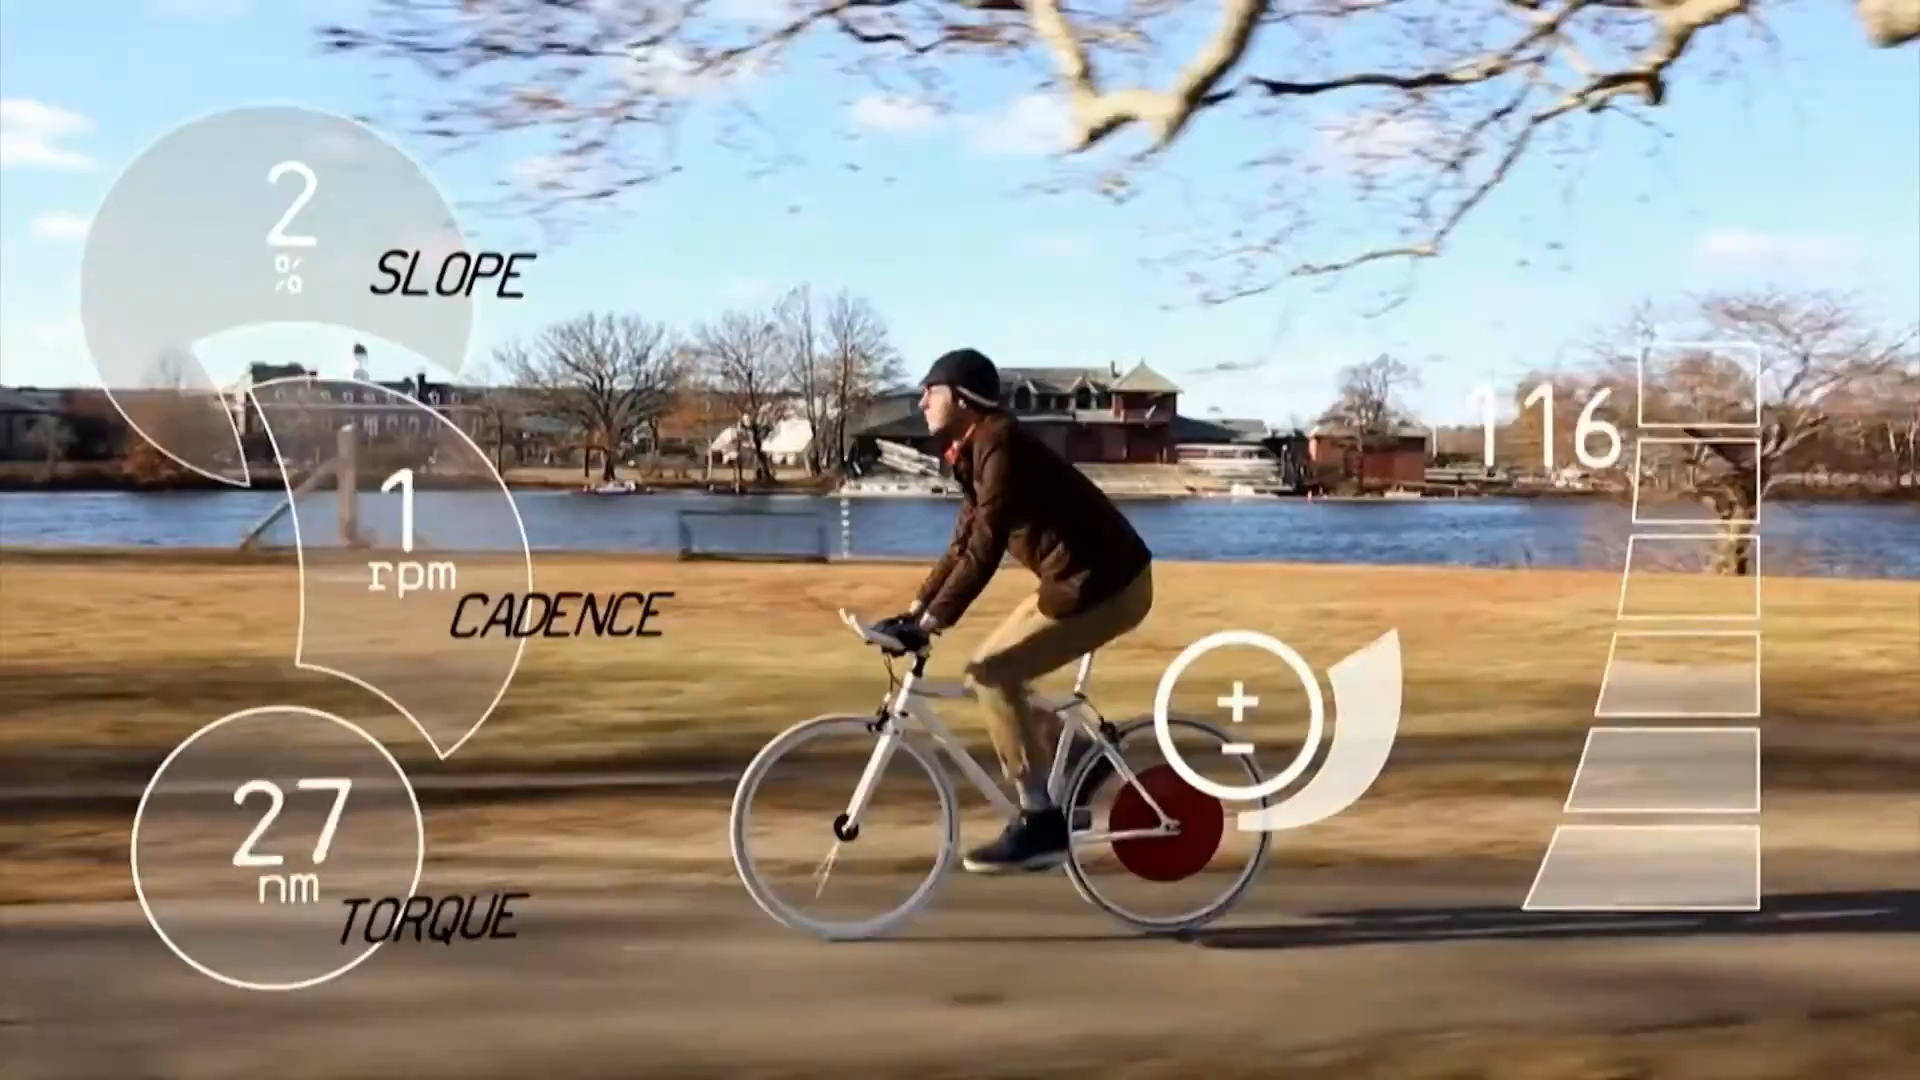 2
%
SLOPE
1
rpm
CADENCE
27
nm
TORQUE
116
+
-